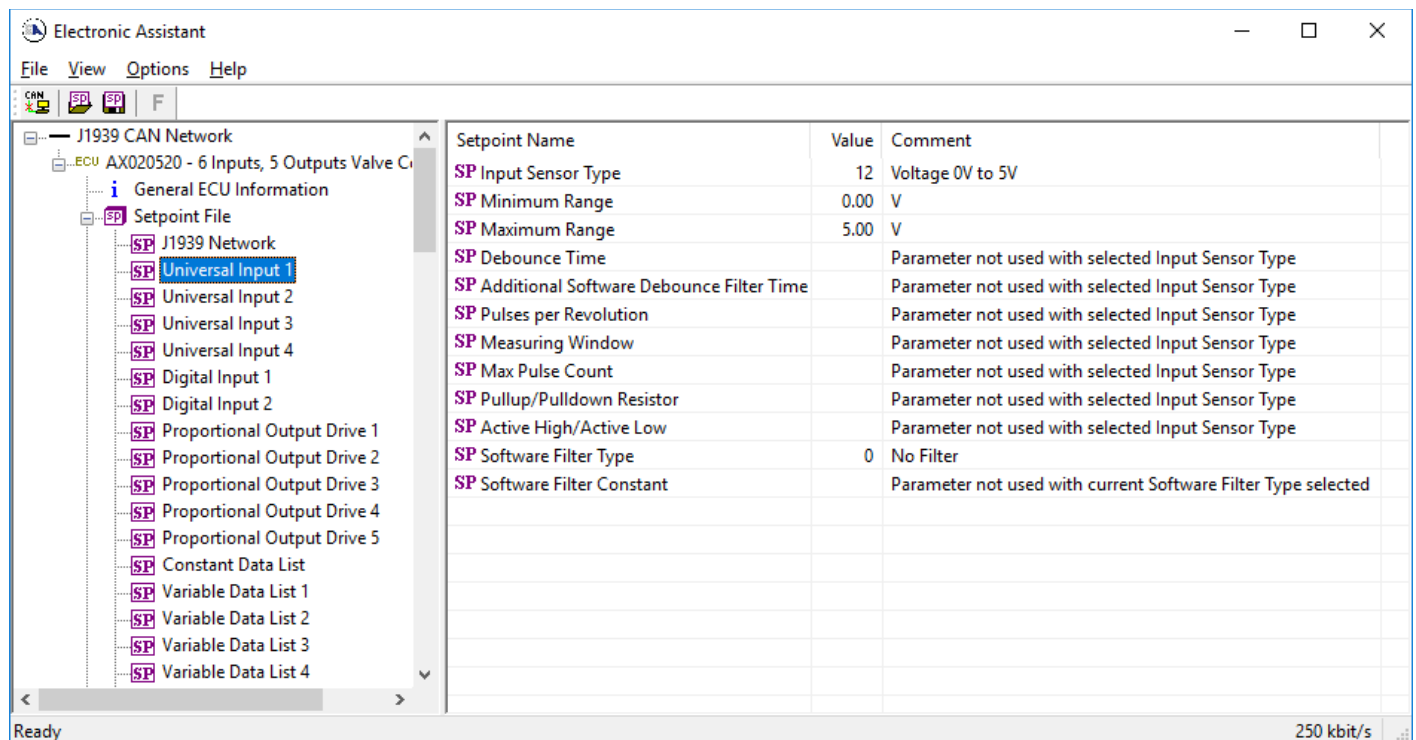 Electronic Assistant
File View Options Help
CAN SP SP F
J1939 CAN Network
ECU AX020520 - 6 Inputs, 5 Outputs Valve C
i General ECU Information
SP Setpoint File
SP J1939 Network
SP Universal Input 1
SP Universal Input 2
SP Universal Input 3
SP Universal Input 4
SP Digital Input 1
SP Digital Input 2
SP Proportional Output Drive 1
SP Proportional Output Drive 2
SP Proportional Output Drive 3
SP Proportional Output Drive 4
SP Proportional Output Drive 5
SP Constant Data List
SP Variable Data List 1
SP Variable Data List 2
SP Variable Data List 3
SP Variable Data List 4
Setpoint Name Value Comment
SP Input Sensor Type 12 Voltage 0V to 5V
SP Minimum Range 0.00 V
SP Maximum Range 5.00 V
SP Debounce Time Parameter not used with selected Input Sensor Type
SP Additional Software Debounce Filter Time Parameter not used with selected Input Sensor Type
SP Pulses per Revolution Parameter not used with selected Input Sensor Type
SP Measuring Window Parameter not used with selected Input Sensor Type
SP Max Pulse Count Parameter not used with selected Input Sensor Type
SP Pullup/Pulldown Resistor Parameter not used with selected Input Sensor Type
SP Active High/Active Low Parameter not used with selected Input Sensor Type
SP Software Filter Type 0 No Filter
SP Software Filter Constant Parameter not used with current Software Filter Type selected
Ready 250 kbit/s